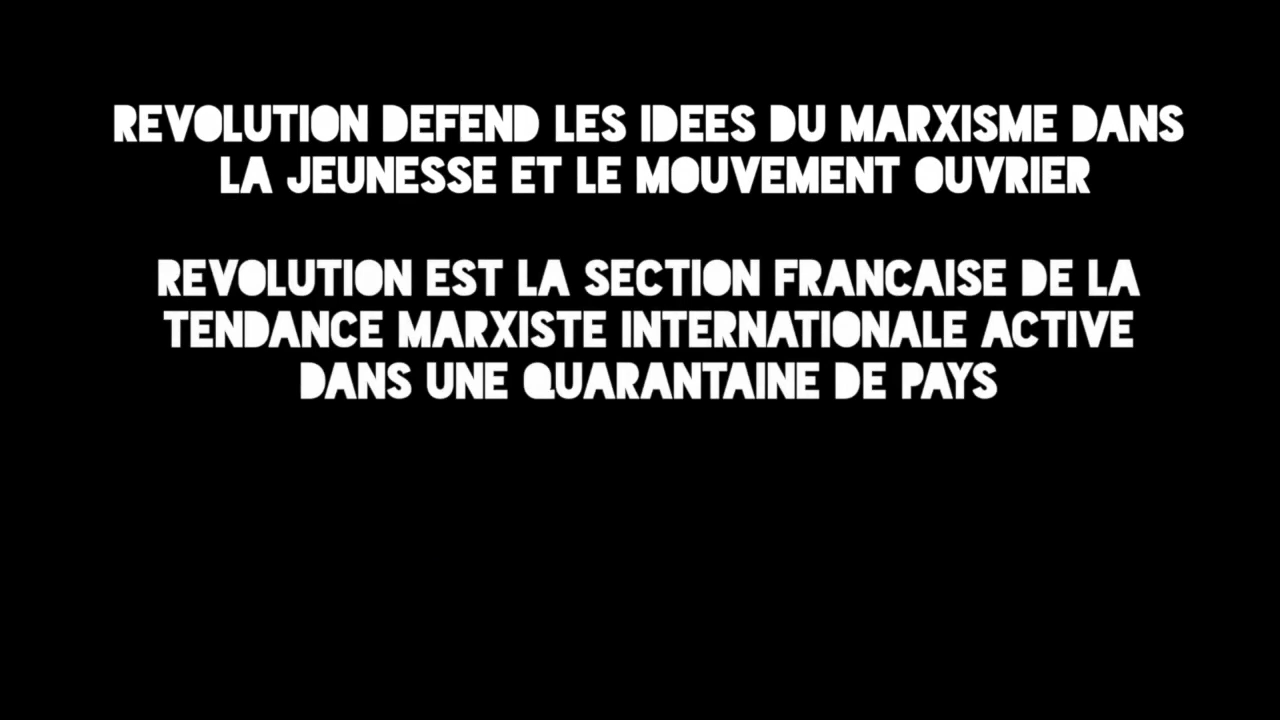 REVOLUTION DEFEND LES IDEES DU MARXISME DANS
LA JEUNESSE ET LE MOUVEMENT OUVRIER
REVOLUTION EST LA SECTION FRANCAISE DE LA
TENDANCE MARXISTE INTERNATIONALE ACTIVE
DANS UNE QUARANTAINE DE PAYS